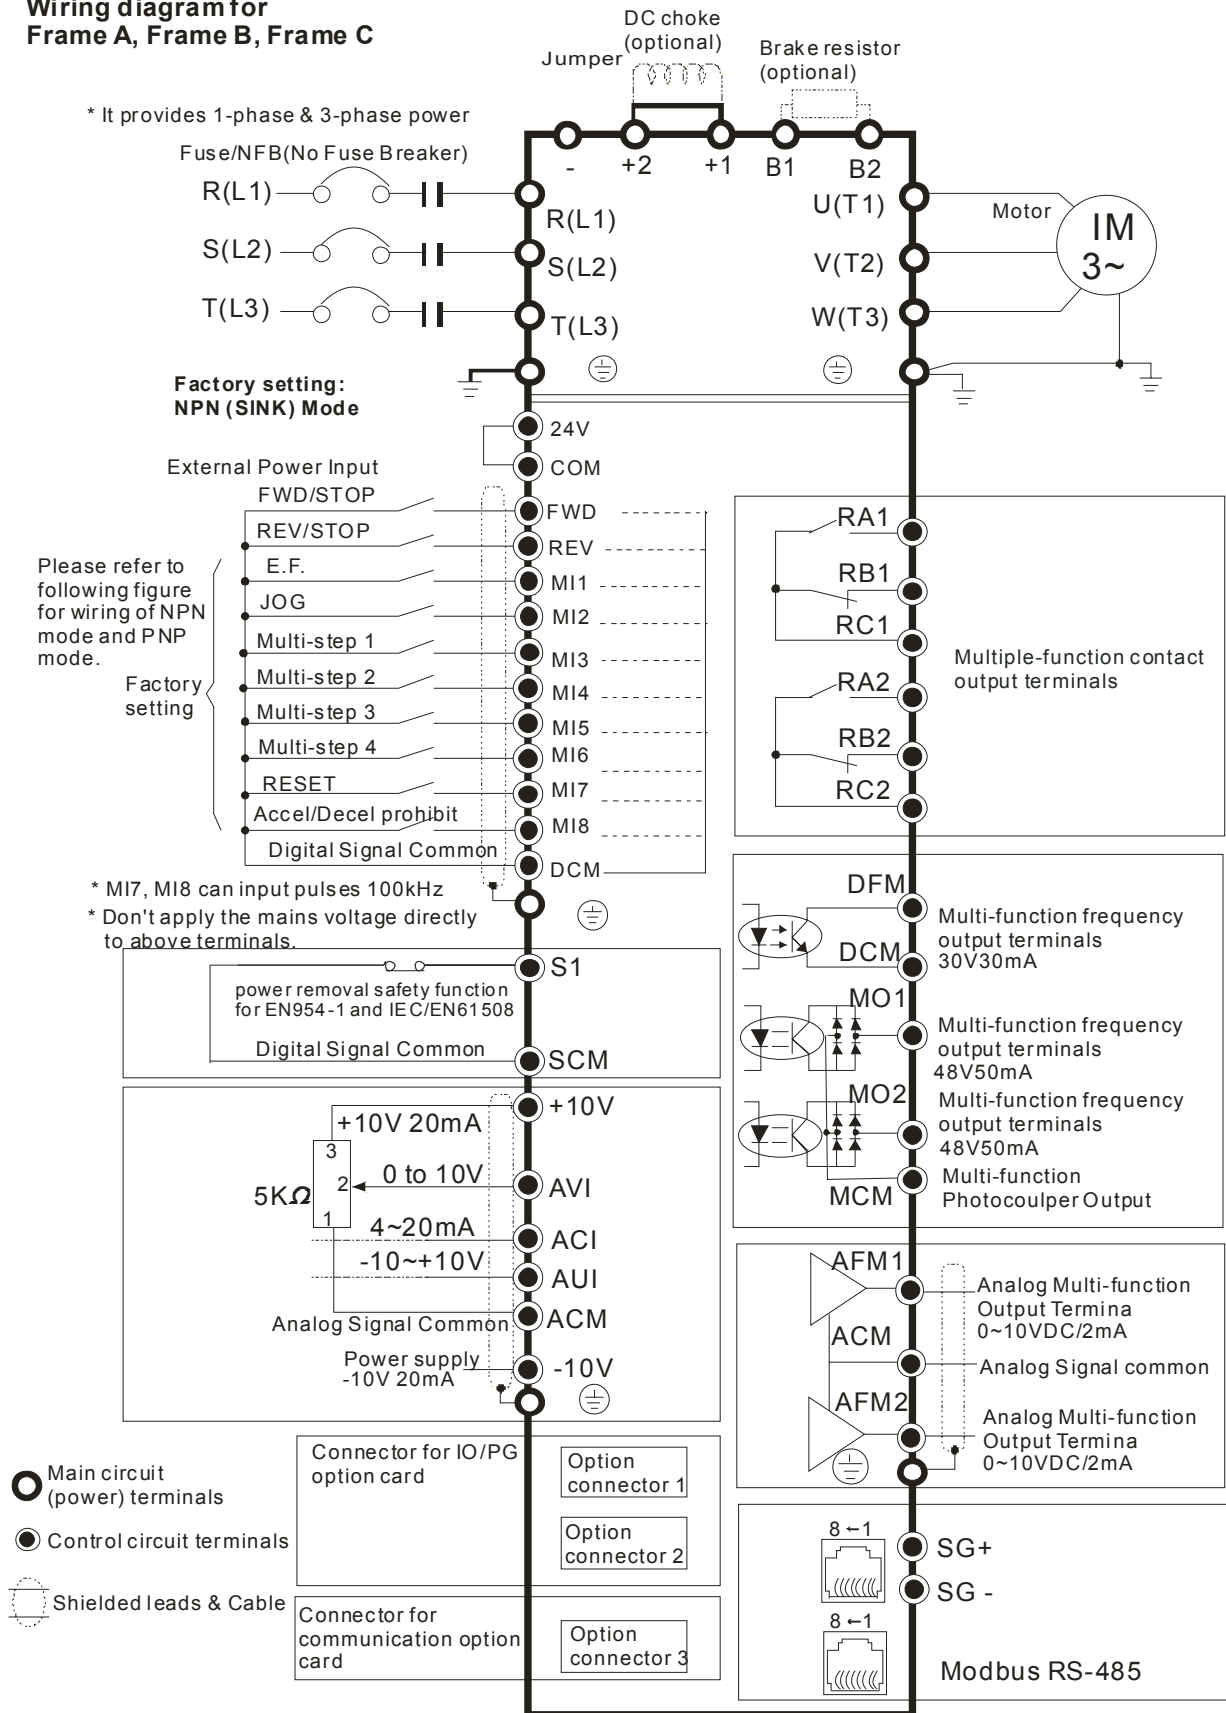 Wiring diagram for
Frame A, Frame B, Frame C
DC choke
(optional)
Jumper
Brake resistor
(optional)
* It provides 1-phase & 3-phase power
Fuse/NFB(No Fuse Breaker)
-
+2
+1
B1
B2
R(L1)
R(L1)
U(T1)
Motor
IM
3~
S(L2)
S(L2)
V(T2)
T(L3)
T(L3)
W(T3)
Factory setting:
NPN (SINK) Mode
24V
COM
External Power Input
FWD/STOP
FWD
REV/STOP
REV
E.F.
MI1
JOG
MI2
Multi-step 1
MI3
Multi-step 2
MI4
Multi-step 3
MI5
Multi-step 4
MI6
RESET
MI7
Accel/Decel prohibit
MI8
Digital Signal Common
DCM
Please refer to
following figure
for wiring of NPN
mode and PNP
mode.
Factory
setting
* MI7, MI8 can input pulses 100kHz
* Don't apply the mains voltage directly
to above terminals.
RA1
RB1
RC1
RA2
RB2
RC2
Multiple-function contact
output terminals
S1
power removal safety function
for EN954-1 and IEC/EN61508
Digital Signal Common
SCM
DFM
DCM
Multi-function frequency
output terminals
30V30mA
MO1
Multi-function frequency
output terminals
48V50mA
MO2
Multi-function frequency
output terminals
48V50mA
MCM
Multi-function
Photocoulper Output
+10V
+10V 20mA
3
2
1
5KΩ
0 to 10V
AVI
4~20mA
ACI
-10~+10V
AUI
Analog Signal Common
ACM
Power supply
-10V 20mA
-10V
AFM1
Analog Multi-function
Output Termina
0~10VDC/2mA
ACM
Analog Signal common
AFM2
Analog Multi-function
Output Termina
0~10VDC/2mA
Connector for IO/PG
option card
Option
connector 1
Option
connector 2
Connector for
communication option
card
Option
connector 3
Main circuit
(power) terminals
Control circuit terminals
Shielded leads & Cable
8←1
SG+
SG -
8←1
Modbus RS-485